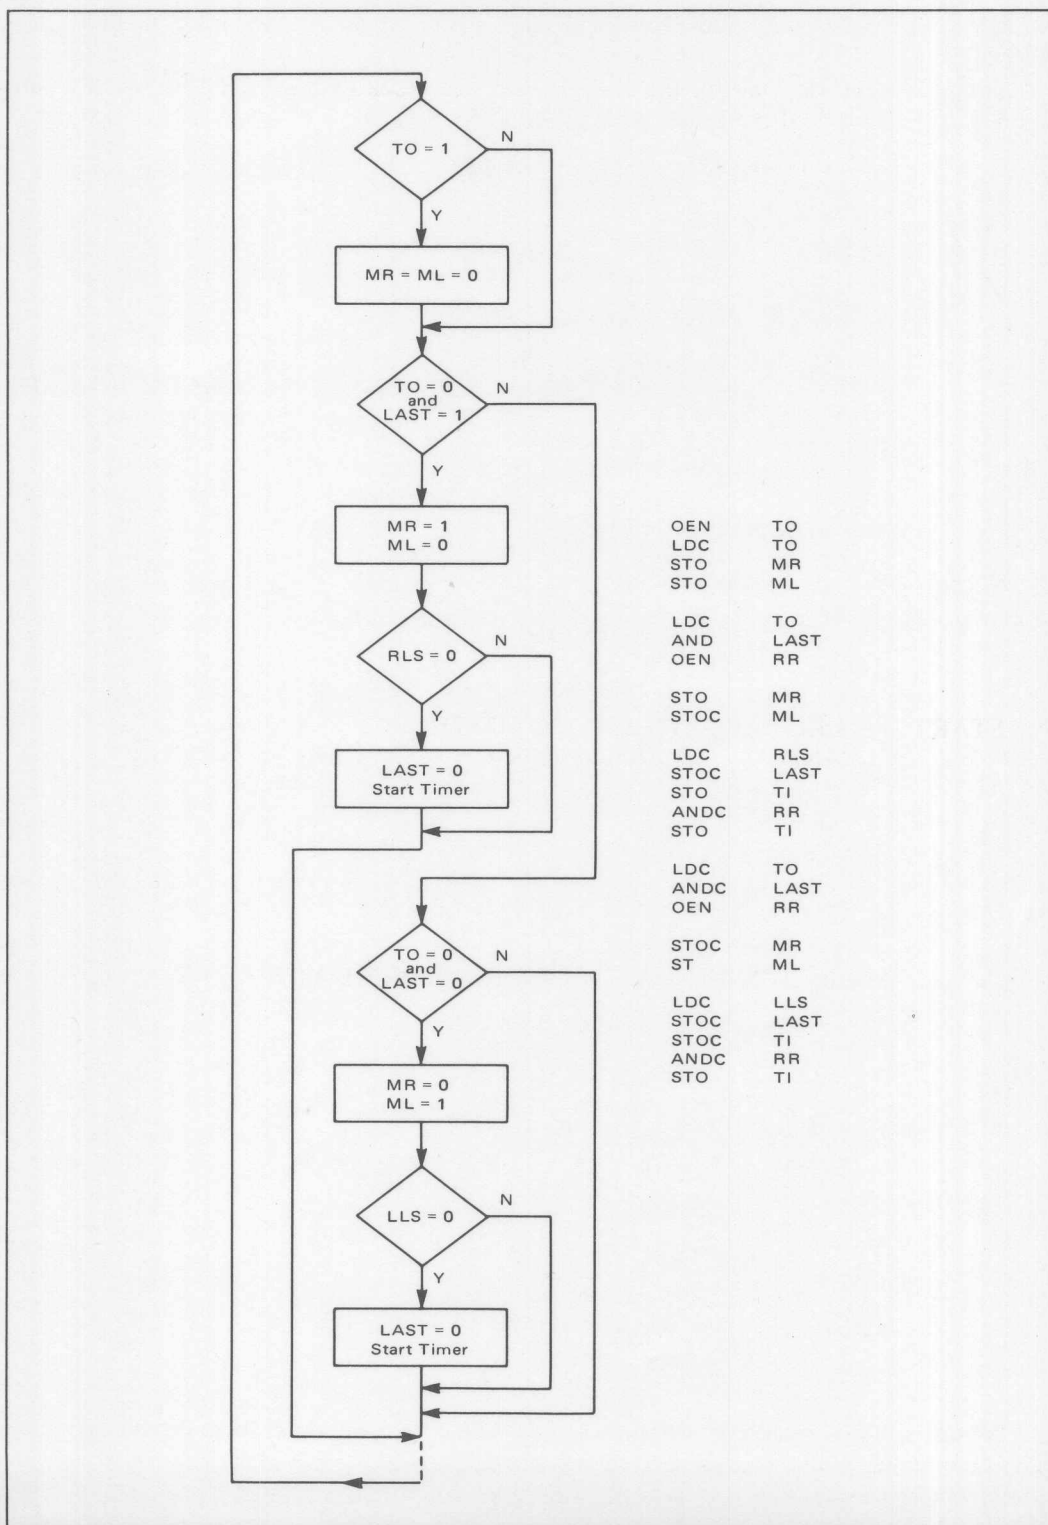 TO = 1
N
Y
MR = ML = 0
TO = 0
and
LAST = 1
N
Y
MR = 1
ML = 0
RLS = 0
N
Y
LAST = 0
Start Timer
TO = 0
and
LAST = 0
N
Y
MR = 0
ML = 1
LLS = 0
N
Y
LAST = 0
Start Timer
OEN TO
LDC TO
STO MR
STO ML
LDC TO
AND LAST
OEN RR
STO MR
STOC ML
LDC RLS
STOC LAST
STO TI
ANDC RR
STO TI
LDC TO
ANDC LAST
OEN RR
STOC MR
ST ML
LDC LLS
STOC LAST
STOC TI
ANDC RR
STO TI